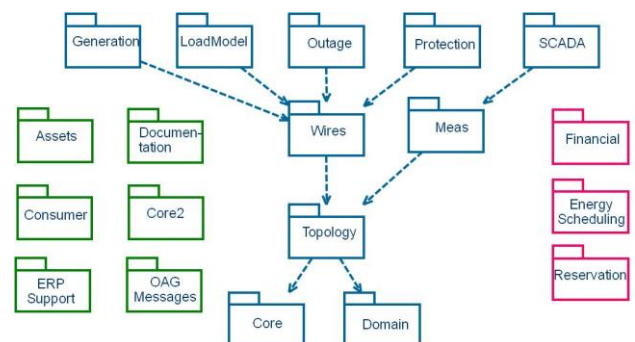 Generation
LoadModel
Outage
Protection
SCADA
Assets
Documen-
tation
Wires
Meas
Financial
Consumer
Core2
Topology
Energy
Scheduling
ERP
Support
OAG
Messages
Reservation
Core
Domain